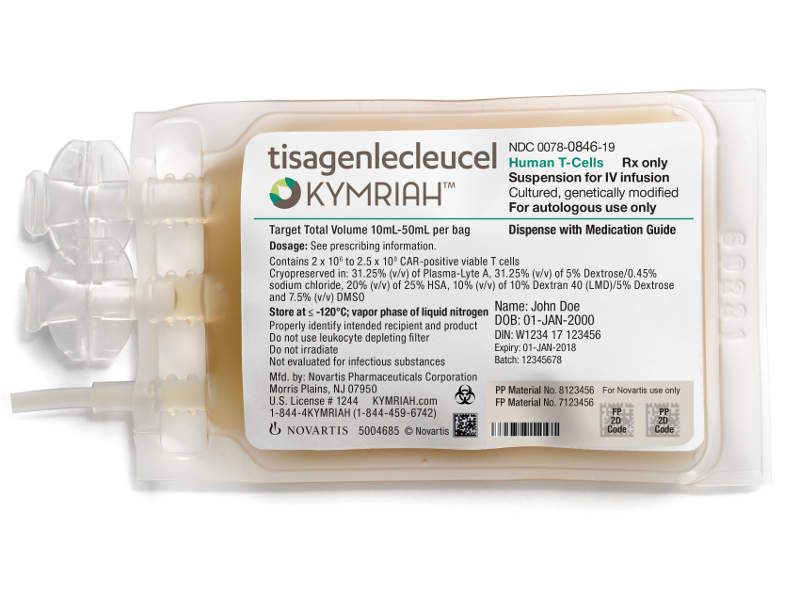 tisagenlecleucel
KYMRIAH™
NDC 0078-0846-19
Human T-Cells Rx only
Suspension for IV infusion
Cultured, genetically modified
For autologous use only
Target Total Volume 10mL-50mL per bag
Dispense with Medication Guide
Dosage: See prescribing information.
Contains 2 x 10⁶ to 2.5 x 10⁸ CAR-positive viable T cells
Cryopreserved in: 31.25% (v/v) of Plasma-Lyte A, 31.25% (v/v) of 5% Dextrose/0.45%
sodium chloride, 20% (v/v) of 25% HSA, 10% (v/v) of 10% Dextran 40 (LMD)/5% Dextrose
and 7.5% (v/v) DMSO
Store at ≤ -120°C; vapor phase of liquid nitrogen
Properly identify intended recipient and product
Do not use leukocyte depleting filter
Do not irradiate
Not evaluated for infectious substances
Mfd. by: Novartis Pharmaceuticals Corporation
Morris Plains, NJ 07950
U.S. License # 1244 KYMRIAH.com
1-844-4KYMRIAH (1-844-459-6742)
NOVARTIS 5004685 © Novartis
Name: John Doe
DOB: 01-JAN-2000
DIN: W1234 17 123456
Expiry: 01-JAN-2018
Batch: 12345678
PP Material No. 8123456 For Novartis use only
FP Material No. 7123456
FP
2D
Code
FP
2D
Code